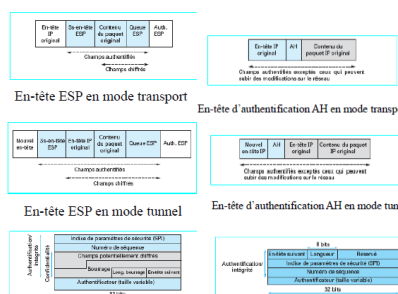 En-tête IP original
Ss-en-tête ESP
Contenu du paquet original
Queue ESP
Auth. ESP
Champs authentifiés
Champs chiffrés
En-tête ESP en mode transport
En-tête IP original
AH
Contenu du paquet original
Champs authentifiés exceptés ceux qui peuvent
subir des modifications sur le réseau
En-tête d'authentification AH en mode transp
Nouvel en-tête
Ss-en-tête ESP
En-tête IP original
Contenu du paquet original
Queue ESP
Auth. ESP
Champs authentifiés
Champs chiffrés
En-tête ESP en mode tunnel
Nouvel en-tête IP
AH
En-tête IP original
Contenu du paquet IP original
Champs authentifiés exceptés ceux qui peuvent
subir des modifications sur le réseau
En-tête d'authentification AH en mode tun
Authentification/ intégrité
Confidentialité
Indice de paramètres de sécurité (SPI)
Numéro de séquence
Champs potentiellement chiffrés
Bourrage
Long. bourrage
Entête suivant
Authentificateur (taille variable)
32 bits
8 bits
Entête suivant
Longueur
Réservé
Authentification/ intégrité
Indice de paramètres de sécurité (SPI)
Numéro de séquence
Authentificateur (taille variable)
32 bits